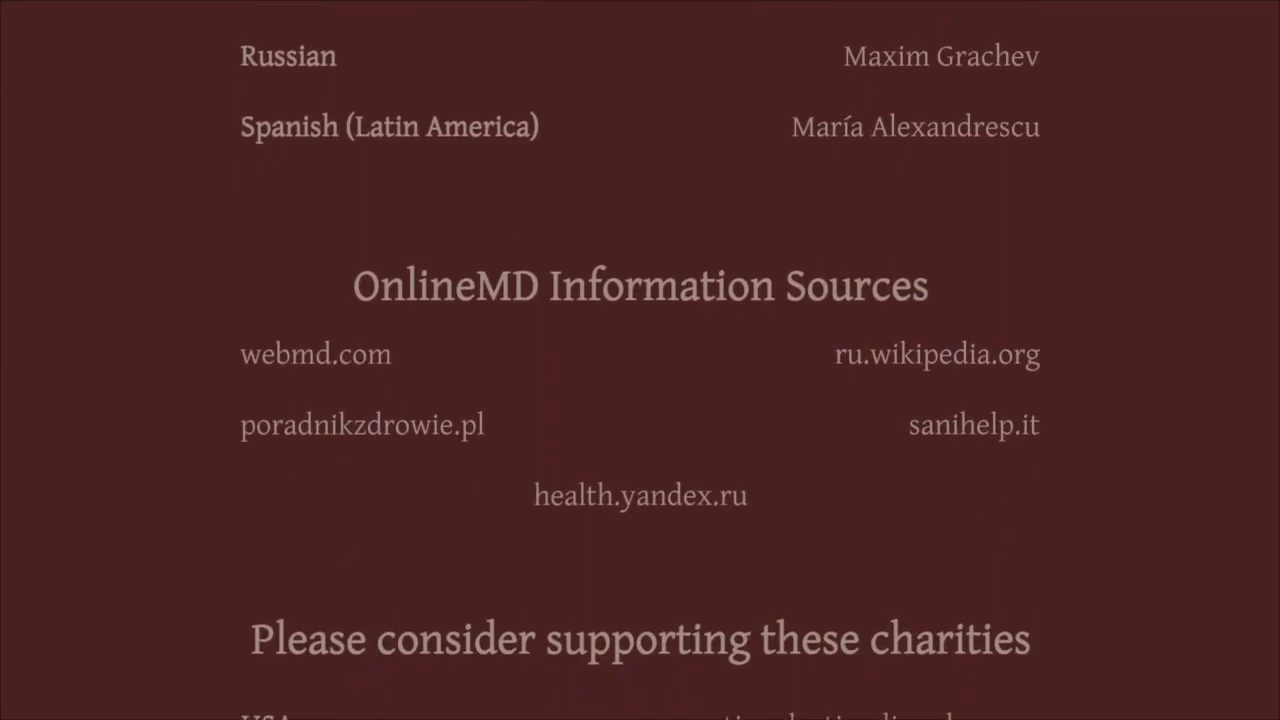 Russian Maxim Grachev
Spanish (Latin America) María Alexandrescu
OnlineMD Information Sources
webmd.com ru.wikipedia.org
poradnikzdrowie.pl sanihelp.it
health.yandex.ru
Please consider supporting these charities
USA